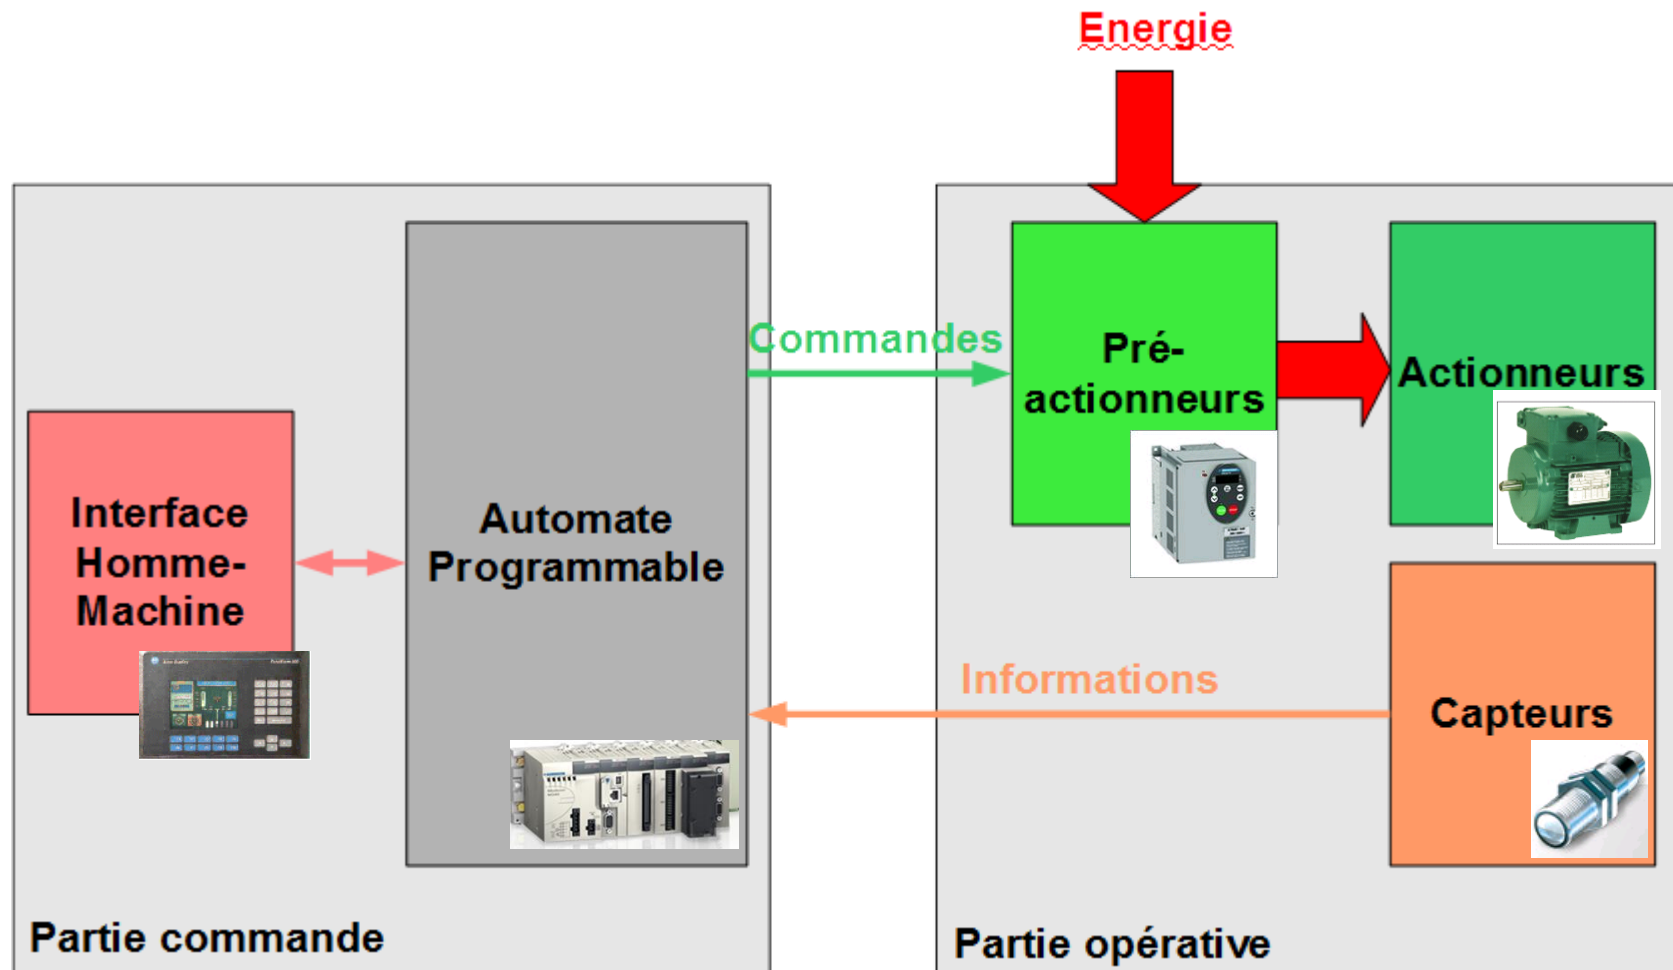 Energie
Commandes
Pré-
actionneurs
Actionneurs
Interface
Homme-
Machine
Automate
Programmable
Informations
Capteurs
Partie commande
Partie opérative